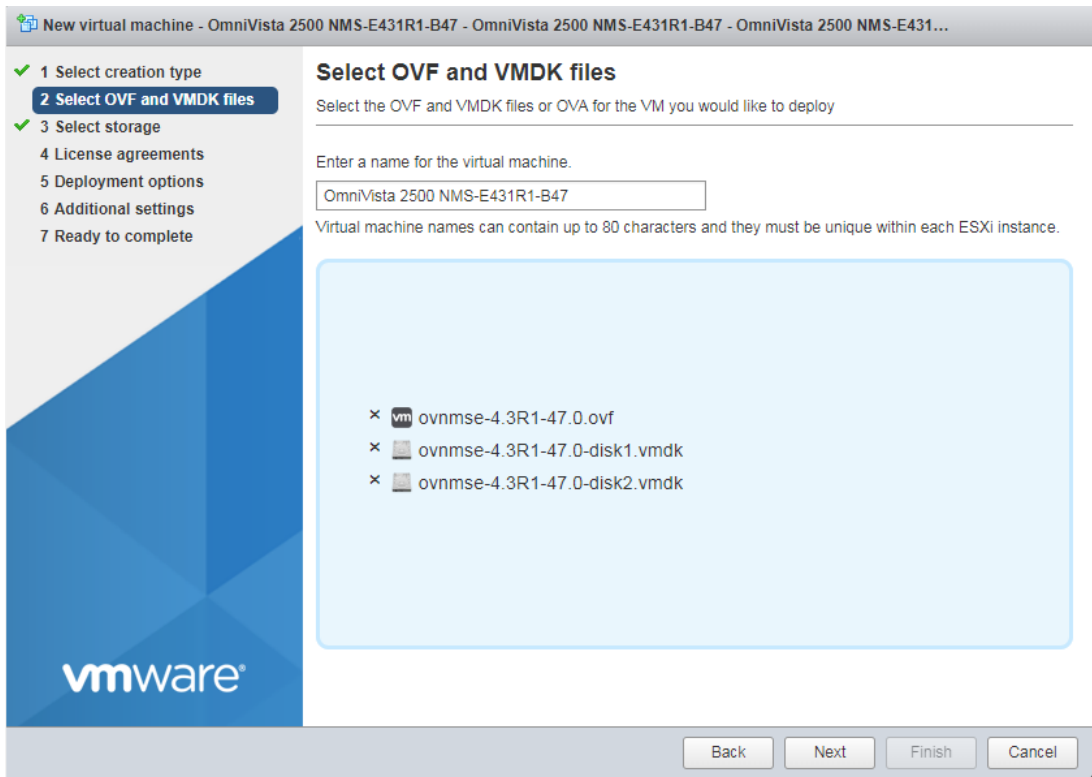 New virtual machine - OmniVista 2500 NMS-E431R1-B47 - OmniVista 2500 NMS-E431R1-B47 - OmniVista 2500 NMS-E431...
1 Select creation type
2 Select OVF and VMDK files
3 Select storage
4 License agreements
5 Deployment options
6 Additional settings
7 Ready to complete
vmware®
Select OVF and VMDK files
Select the OVF and VMDK files or OVA for the VM you would like to deploy
Enter a name for the virtual machine.
OmniVista 2500 NMS-E431R1-B47
Virtual machine names can contain up to 80 characters and they must be unique within each ESXi instance.
× vm ovnmse-4.3R1-47.0.ovf
× ovnmse-4.3R1-47.0-disk1.vmdk
× ovnmse-4.3R1-47.0-disk2.vmdk
Back Next Finish Cancel